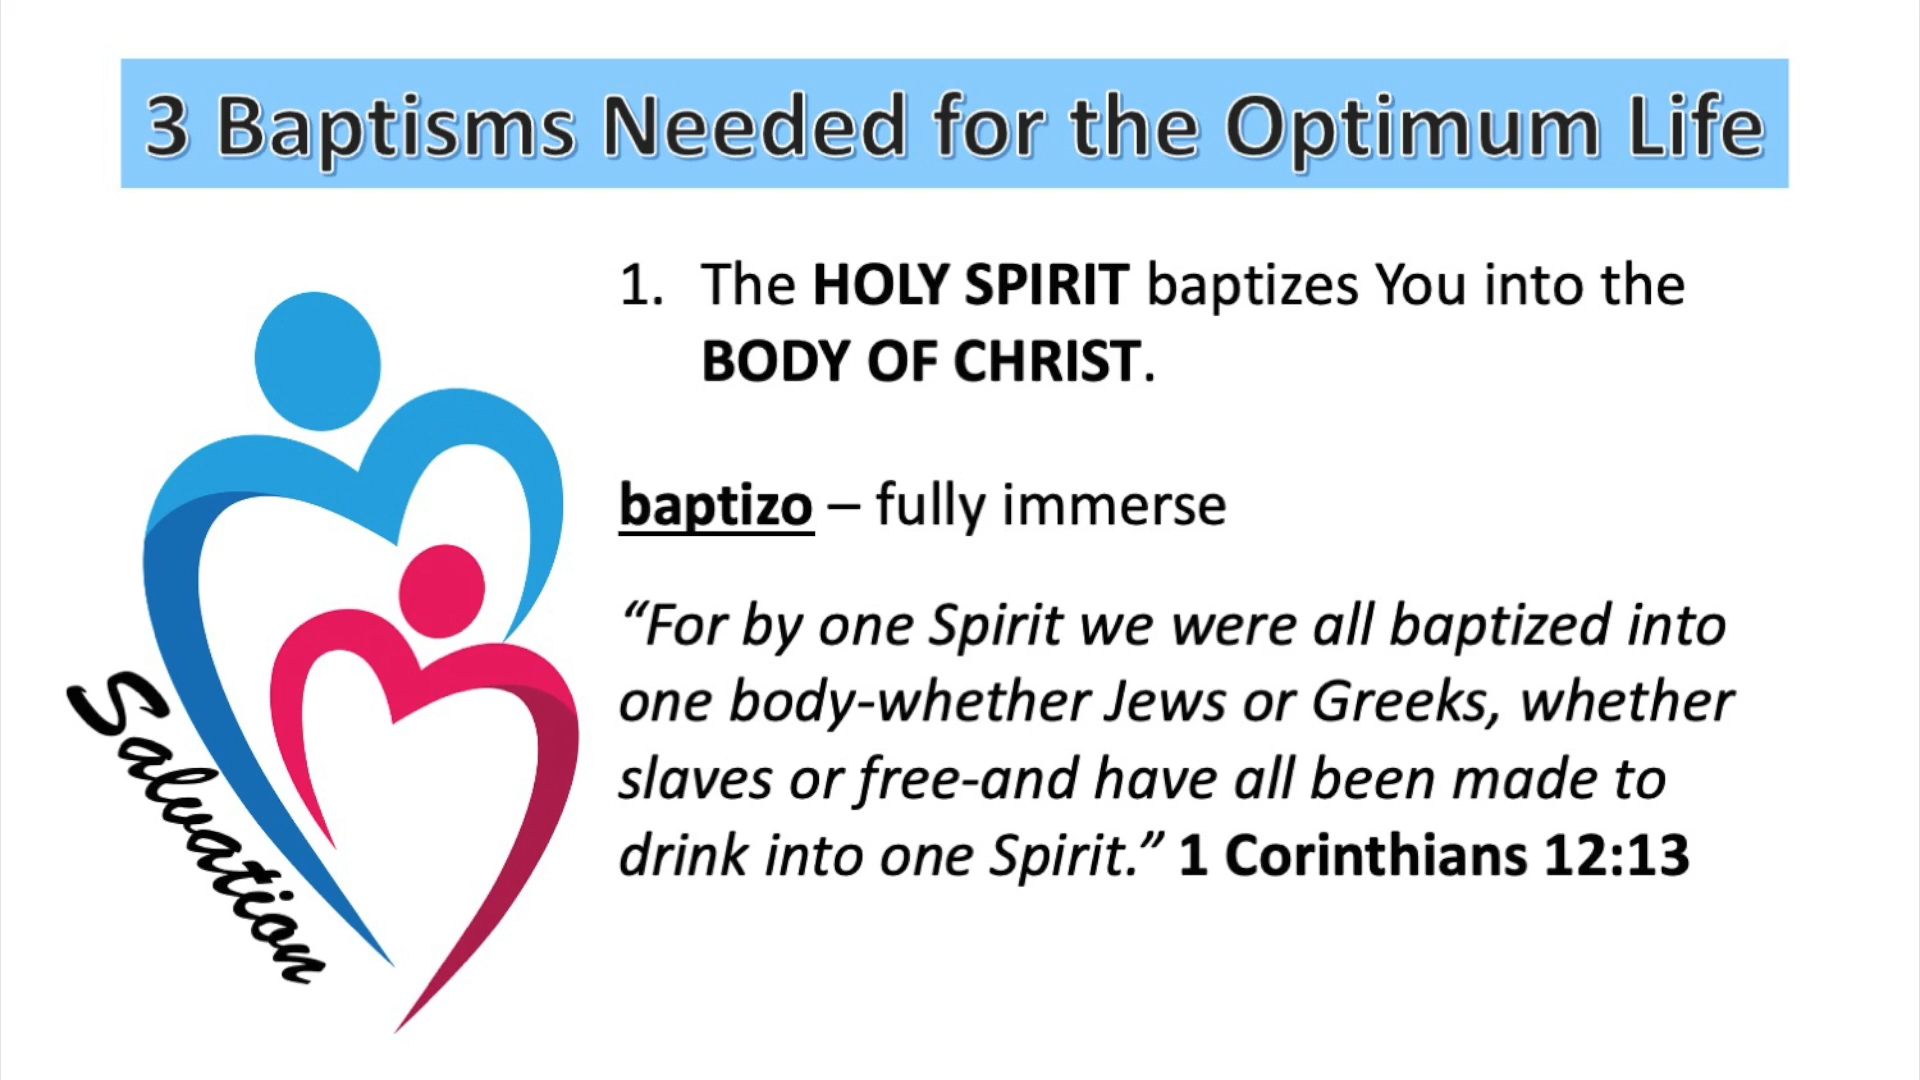 3 Baptisms Needed for the Optimum Life
1. The HOLY SPIRIT baptizes You into the
BODY OF CHRIST.
baptizo – fully immerse
“For by one Spirit we were all baptized into
one body-whether Jews or Greeks, whether
slaves or free-and have all been made to
drink into one Spirit.” 1 Corinthians 12:13
Salvation